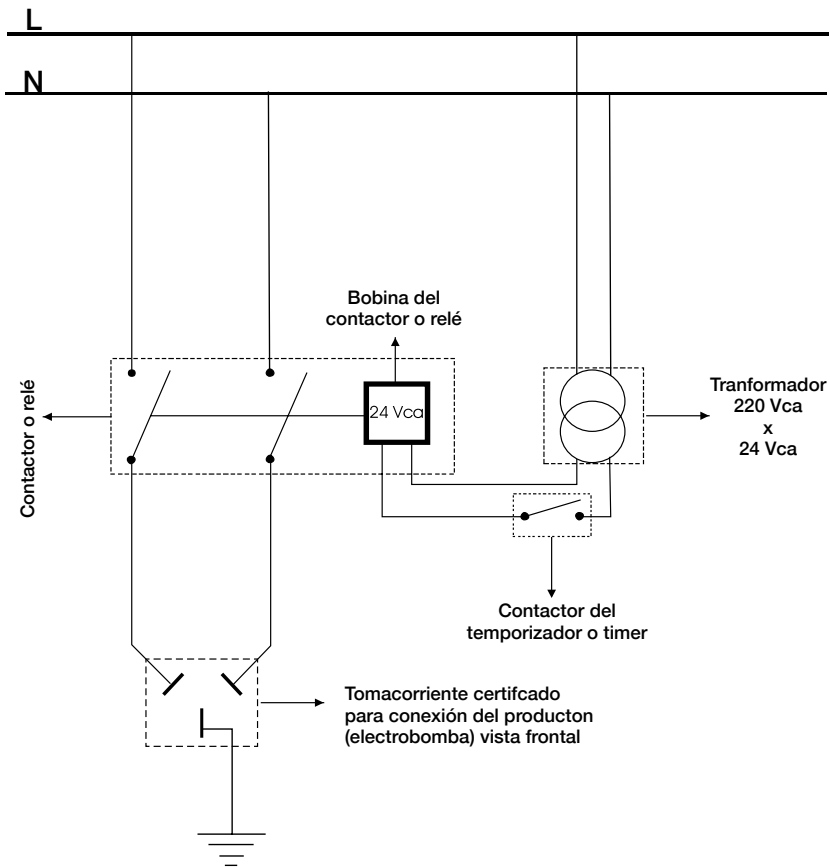 L
N
Bobina del
contactor o relé
24 Vca
Contactor o relé
Tranformador
220 Vca
x
24 Vca
Contactor del
temporizador o timer
Tomacorriente certifcado
para conexión del producton
(electrobomba) vista frontal